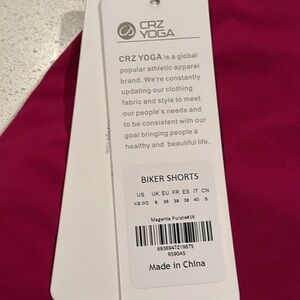 CRZ
YOGA
CRZ YOGA is a global
popular athletic apparel
brand. We're constantly
updating our clothing
fabric and style to meet
our people's needs and
to be consistent with our
goal bringing people a
healthy and beautiful life.
BIKER SHORTS
US UK EU FR ES IT CN
XS 0/2 8 36 38 38 40 S
Magenta Purple#16
6936947219875
R590A5
Made in China